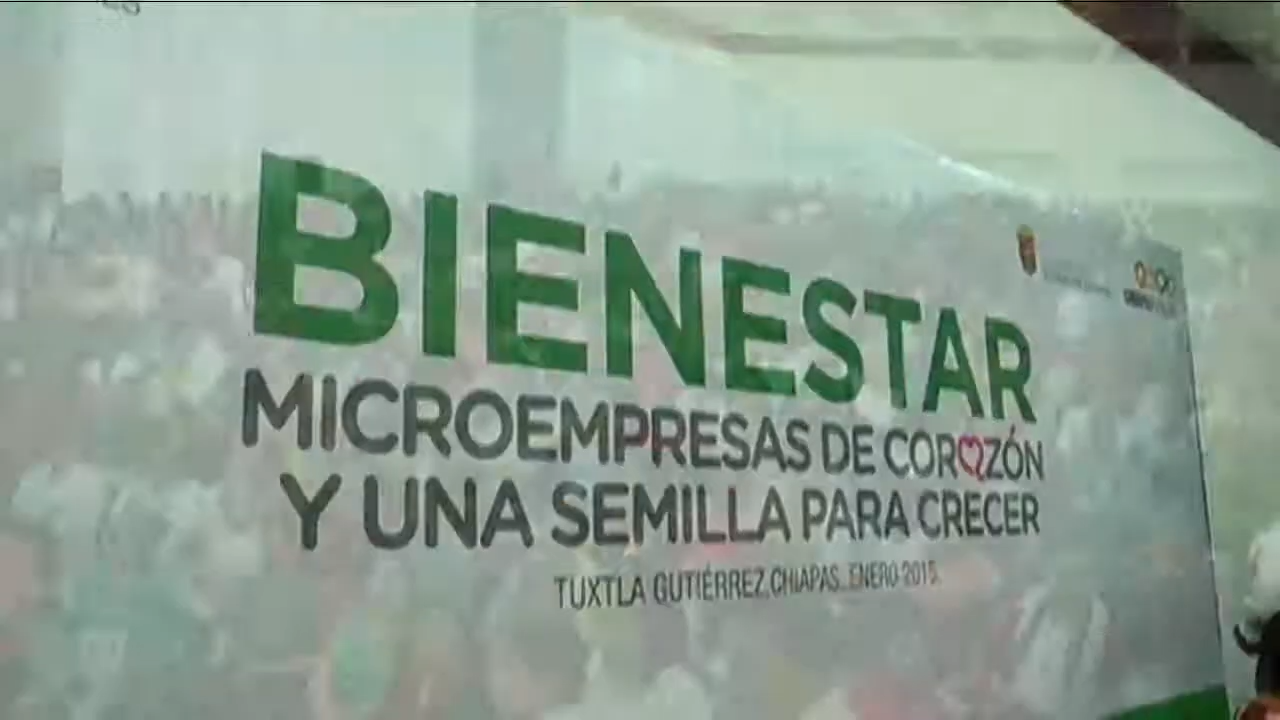 BIENESTAR
MICROEMPRESAS DE CORAZÓN
Y UNA SEMILLA PARA CRECER
TUXTLA GUTIÉRREZ, CHIAPAS. ENERO 2015.